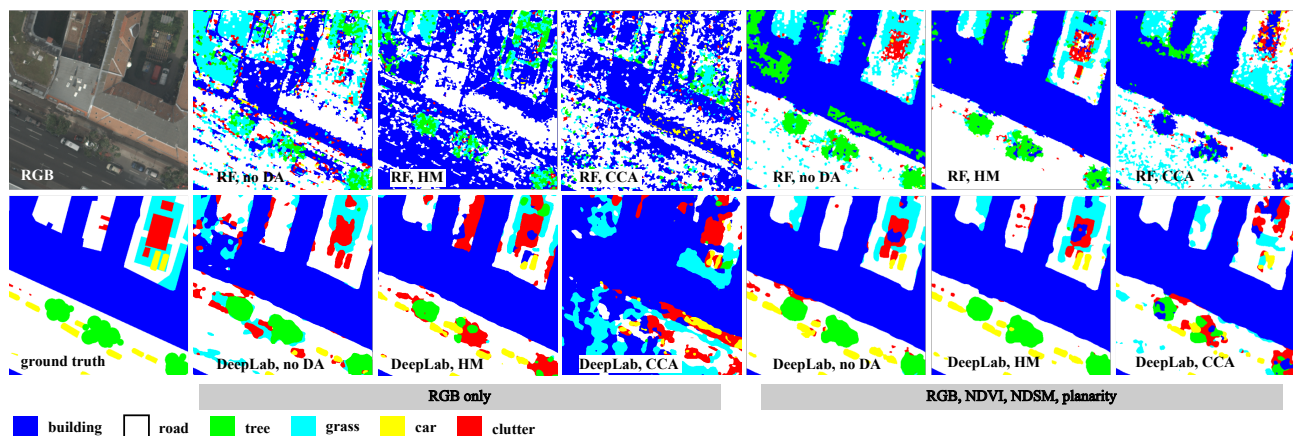 RGB
RF, no DA
RF, HM
RF, CCA
RF, no DA
RF, HM
RF, CCA
ground truth
DeepLab, no DA
DeepLab, HM
DeepLab, CCA
DeepLab, no DA
DeepLab, HM
DeepLab, CCA
RGB only
RGB, NDVI, NDSM, planarity
building
road
tree
grass
car
clutter